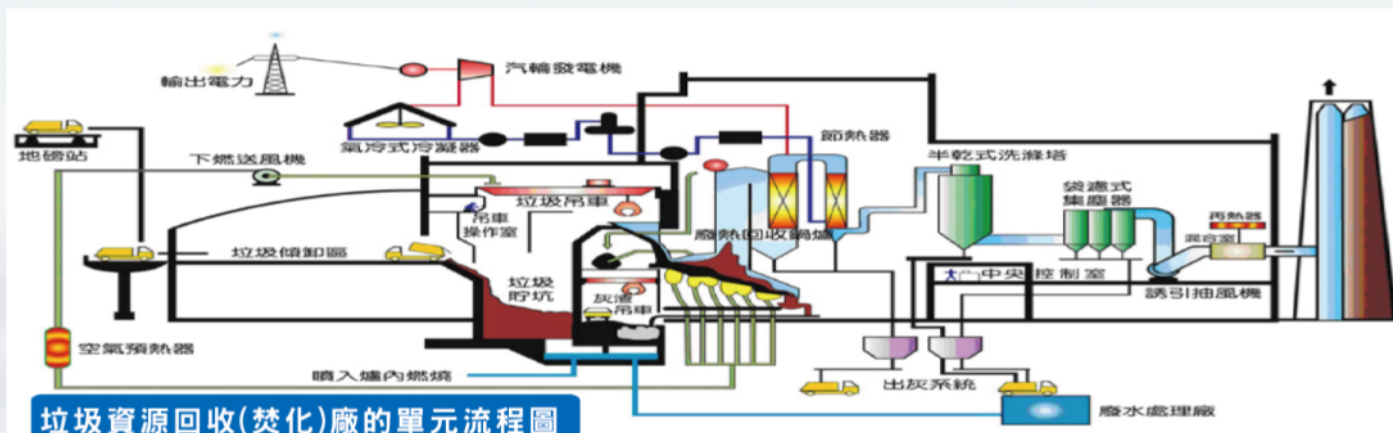 輸出電力
汽輪發電機
地磅站
下燃送風機
氣冷式冷凝器
節熱器
半乾式洗滌塔
袋濾式
集塵器
再熱器
混合室
垃圾吊車
吊車
操作室
廢熱回收鍋爐
垃圾傾卸區
垃圾
貯坑
灰渣
吊車
中央控制室
誘引抽風機
空氣預熱器
噴入爐內燃燒
出灰系統
廢水處理廠
垃圾資源回收(焚化)廠的單元流程圖